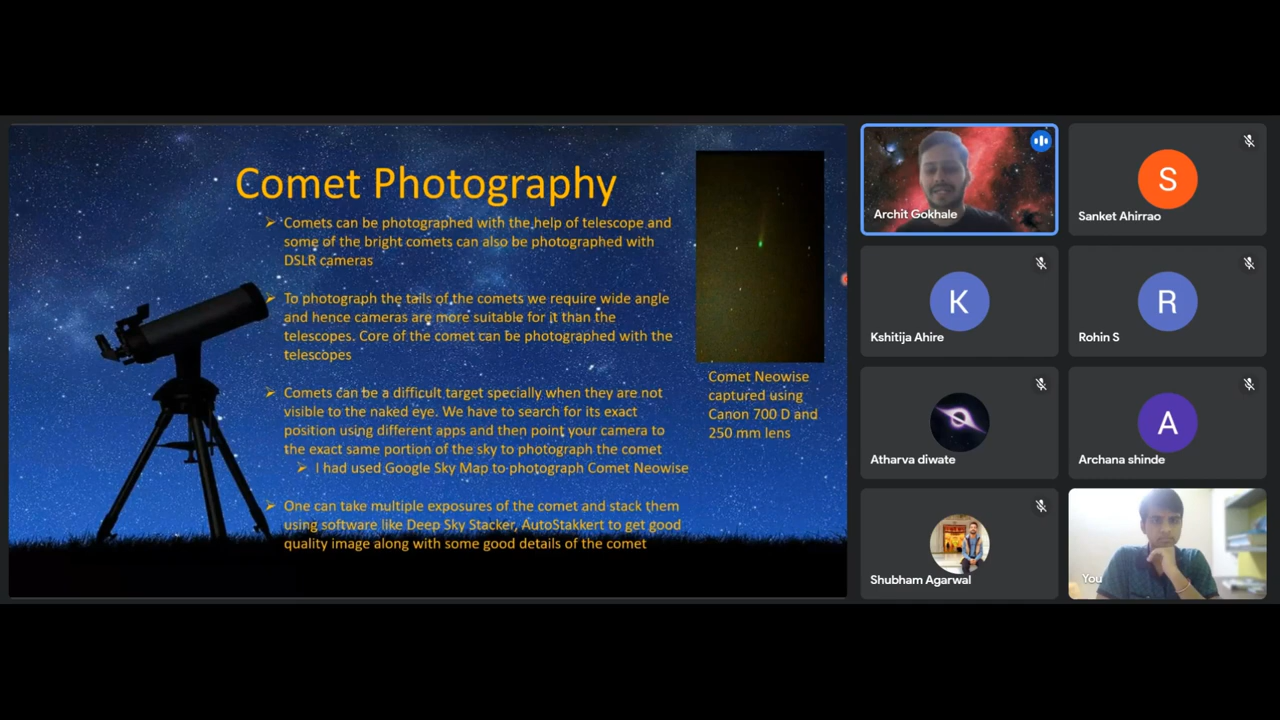 Comet Photography
➢ Comets can be photographed with the help of telescope and
some of the bright comets can also be photographed with
DSLR cameras
➢ To photograph the tails of the comets we require wide angle
and hence cameras are more suitable for it than the
telescopes. Core of the comet can be photographed with the
telescopes
➢ Comets can be a difficult target specially when they are not
visible to the naked eye. We have to search for its exact
position using different apps and then point your camera to
the exact same portion of the sky to photograph the comet
➢ I had used Google Sky Map to photograph Comet Neowise
➢ One can take multiple exposures of the comet and stack them
using software like Deep Sky Stacker, AutoStakkert to get good
quality image along with some good details of the comet
Comet Neowise
captured using
Canon 700 D and
250 mm lens
Archit Gokhale
S
Sanket Ahirrao
K
Kshitija Ahire
R
Rohin S
Atharva diwate
A
Archana shinde
Shubham Agarwal
You